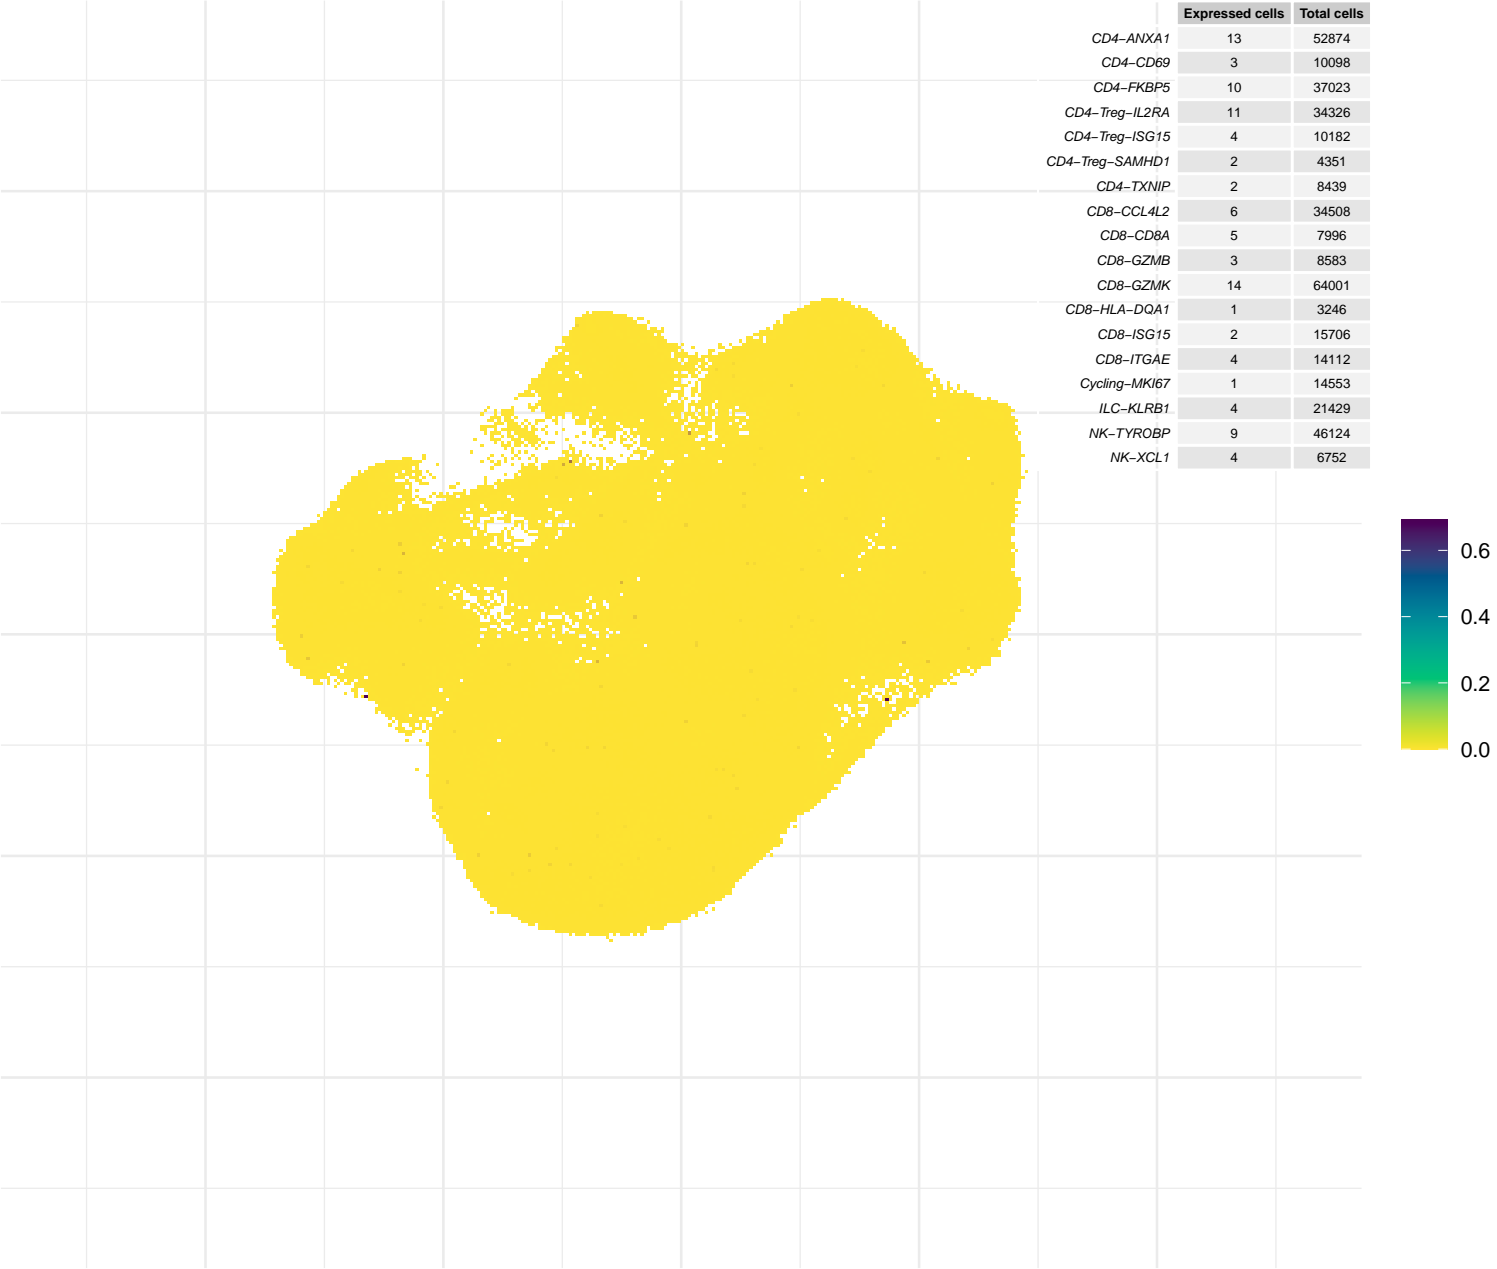 Expressed cells Total cells
CD4−ANXA1 13 52874
CD4−CD69 3 10098
CD4−FKBP5 10 37023
CD4−Treg−IL2RA 11 34326
CD4−Treg−ISG15 4 10182
CD4−Treg−SAMHD1 2 4351
CD4−TXNIP 2 8439
CD8−CCL4L2 6 34508
CD8−CD8A 5 7996
CD8−GZMB 3 8583
CD8−GZMK 14 64001
CD8−HLA−DQA1 1 3246
CD8−ISG15 2 15706
CD8−ITGAE 4 14112
Cycling−MKI67 1 14553
ILC−KLRB1 4 21429
NK−TYROBP 9 46124
NK−XCL1 4 6752
0.6
0.4
0.2
0.0